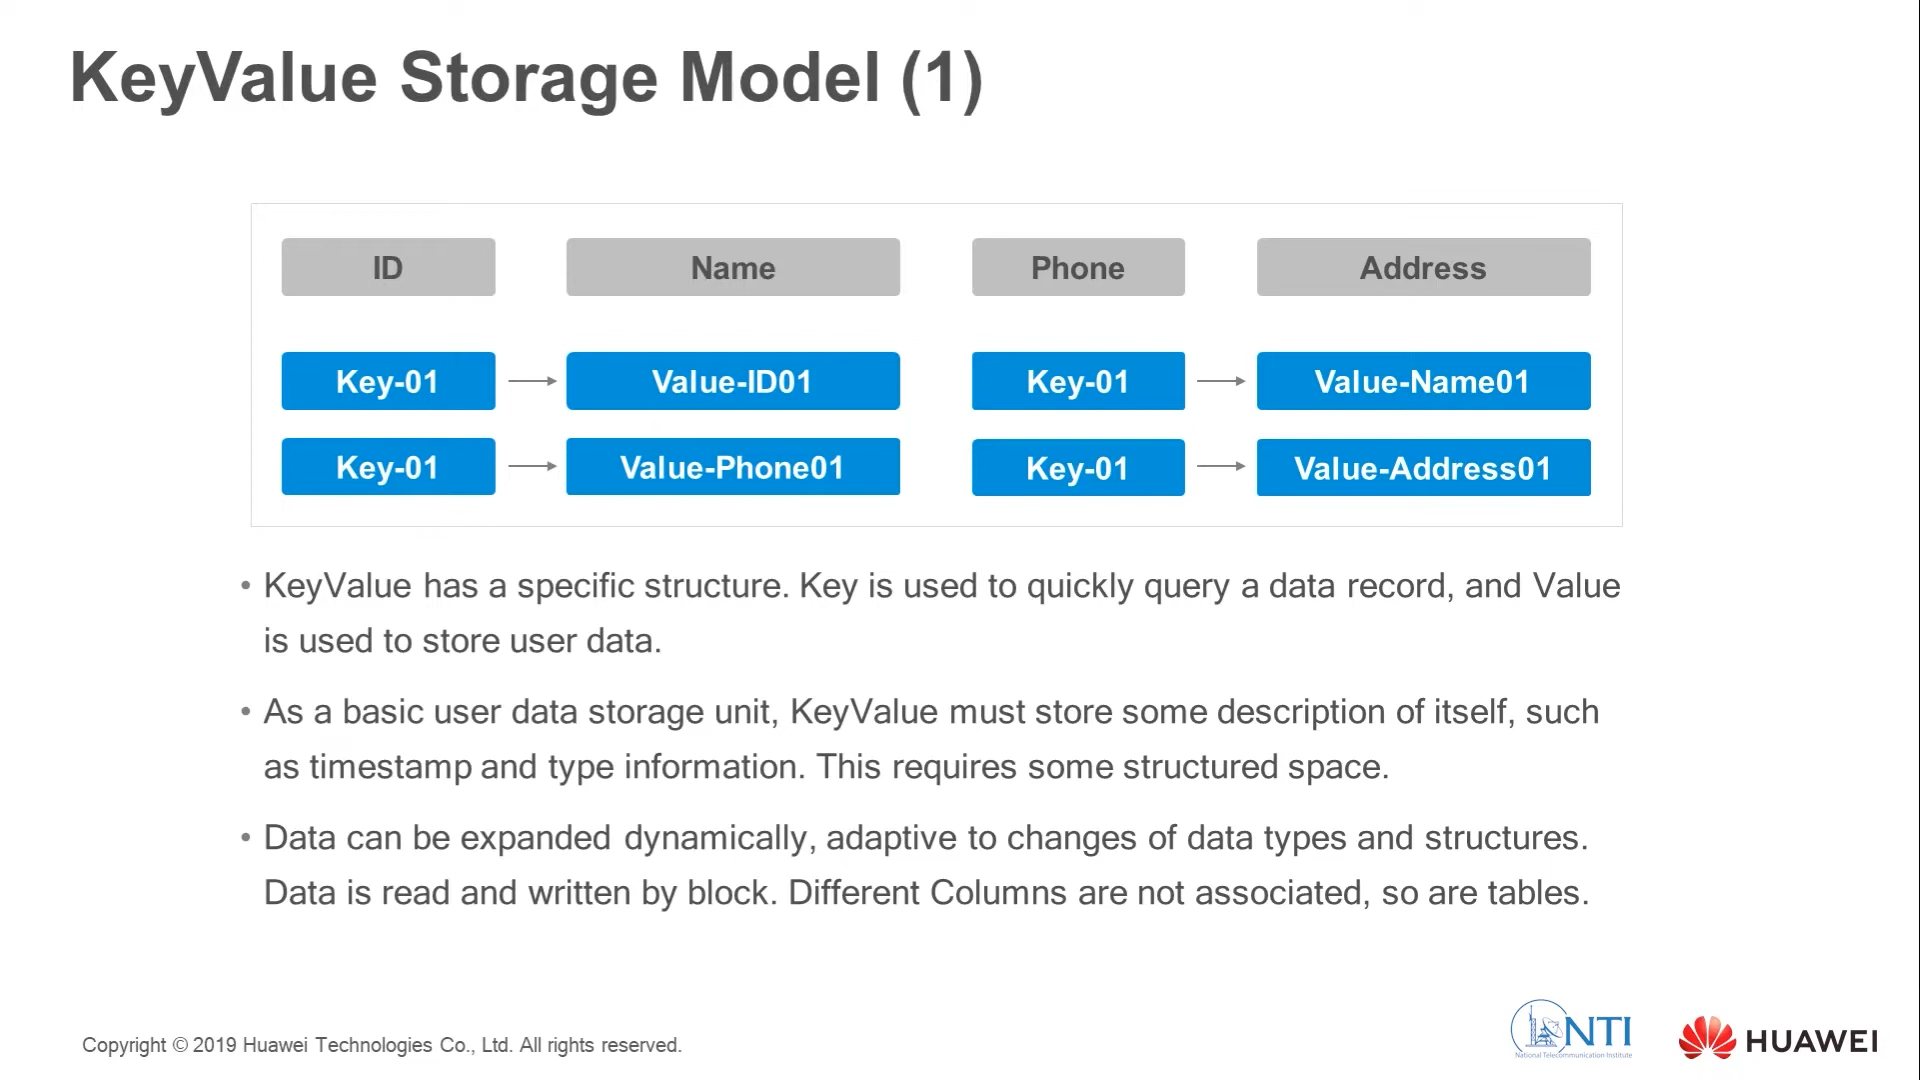 KeyValue Storage Model (1)
ID Name Phone Address
Key-01 Value-ID01 Key-01 Value-Name01
Key-01 Value-Phone01 Key-01 Value-Address01
• KeyValue has a specific structure. Key is used to quickly query a data record, and Value
is used to store user data.
• As a basic user data storage unit, KeyValue must store some description of itself, such
as timestamp and type information. This requires some structured space.
• Data can be expanded dynamically, adaptive to changes of data types and structures.
Data is read and written by block. Different Columns are not associated, so are tables.
Copyright © 2019 Huawei Technologies Co., Ltd. All rights reserved.
NTI
National Telecommunication Institute
HUAWEI